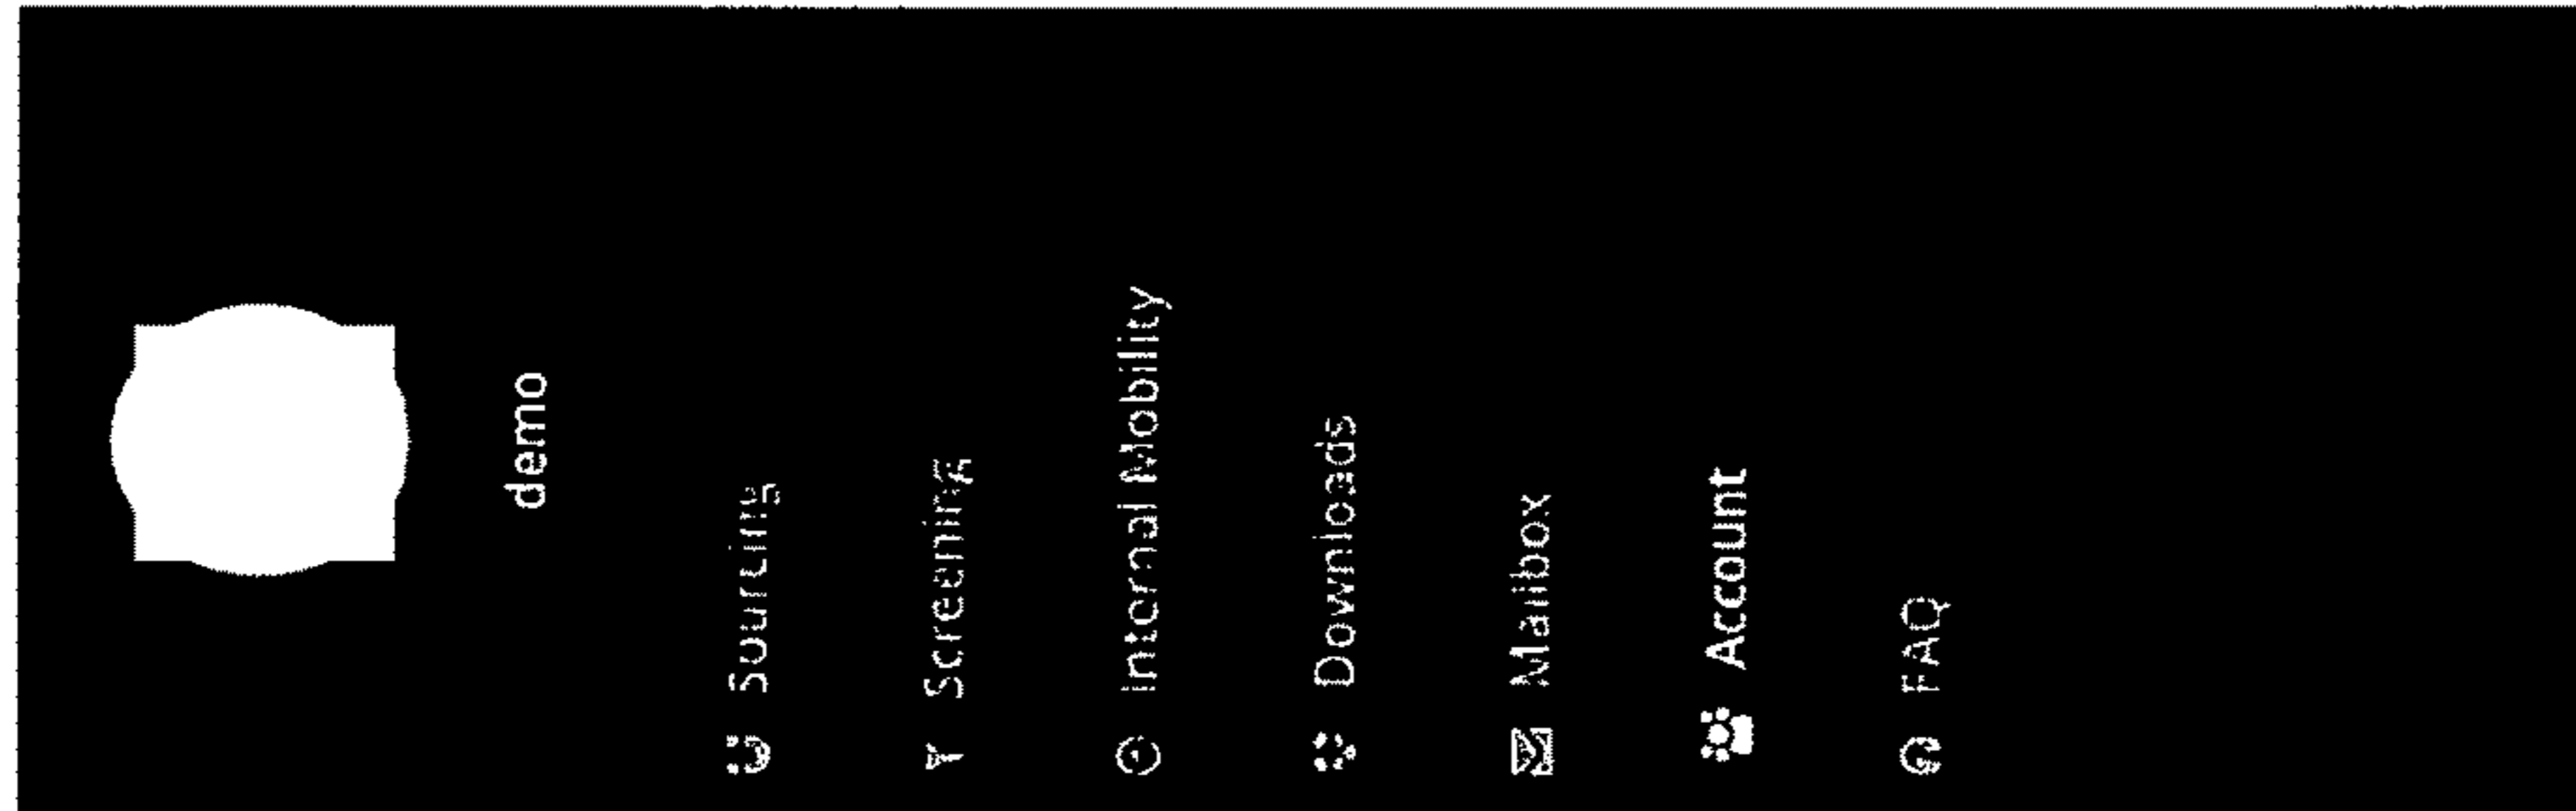 demo
Sourcing
Screening
Internal Mobility
Downloads
Mailbox
Account
FAQ